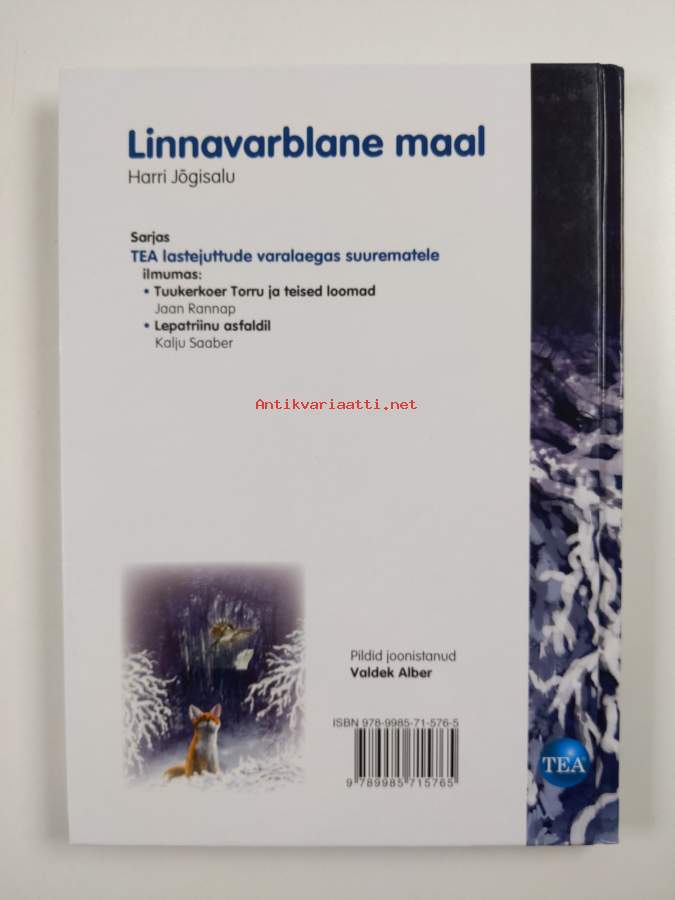 Linnavarblane maal
Harri Jõgisalu
Sarjas
TEA lastejuttude varalaegas suurematele
ilmumas:
• Tuukerkoer Torru ja teised loomad
Jaan Rannap
• Lepatriinu asfaldil
Kalju Saaber
Antikvariaatti.net
Pildid joonistanud
Valdek Alber
ISBN 978-9985-71-576-5
9 789985 715765
TEA®